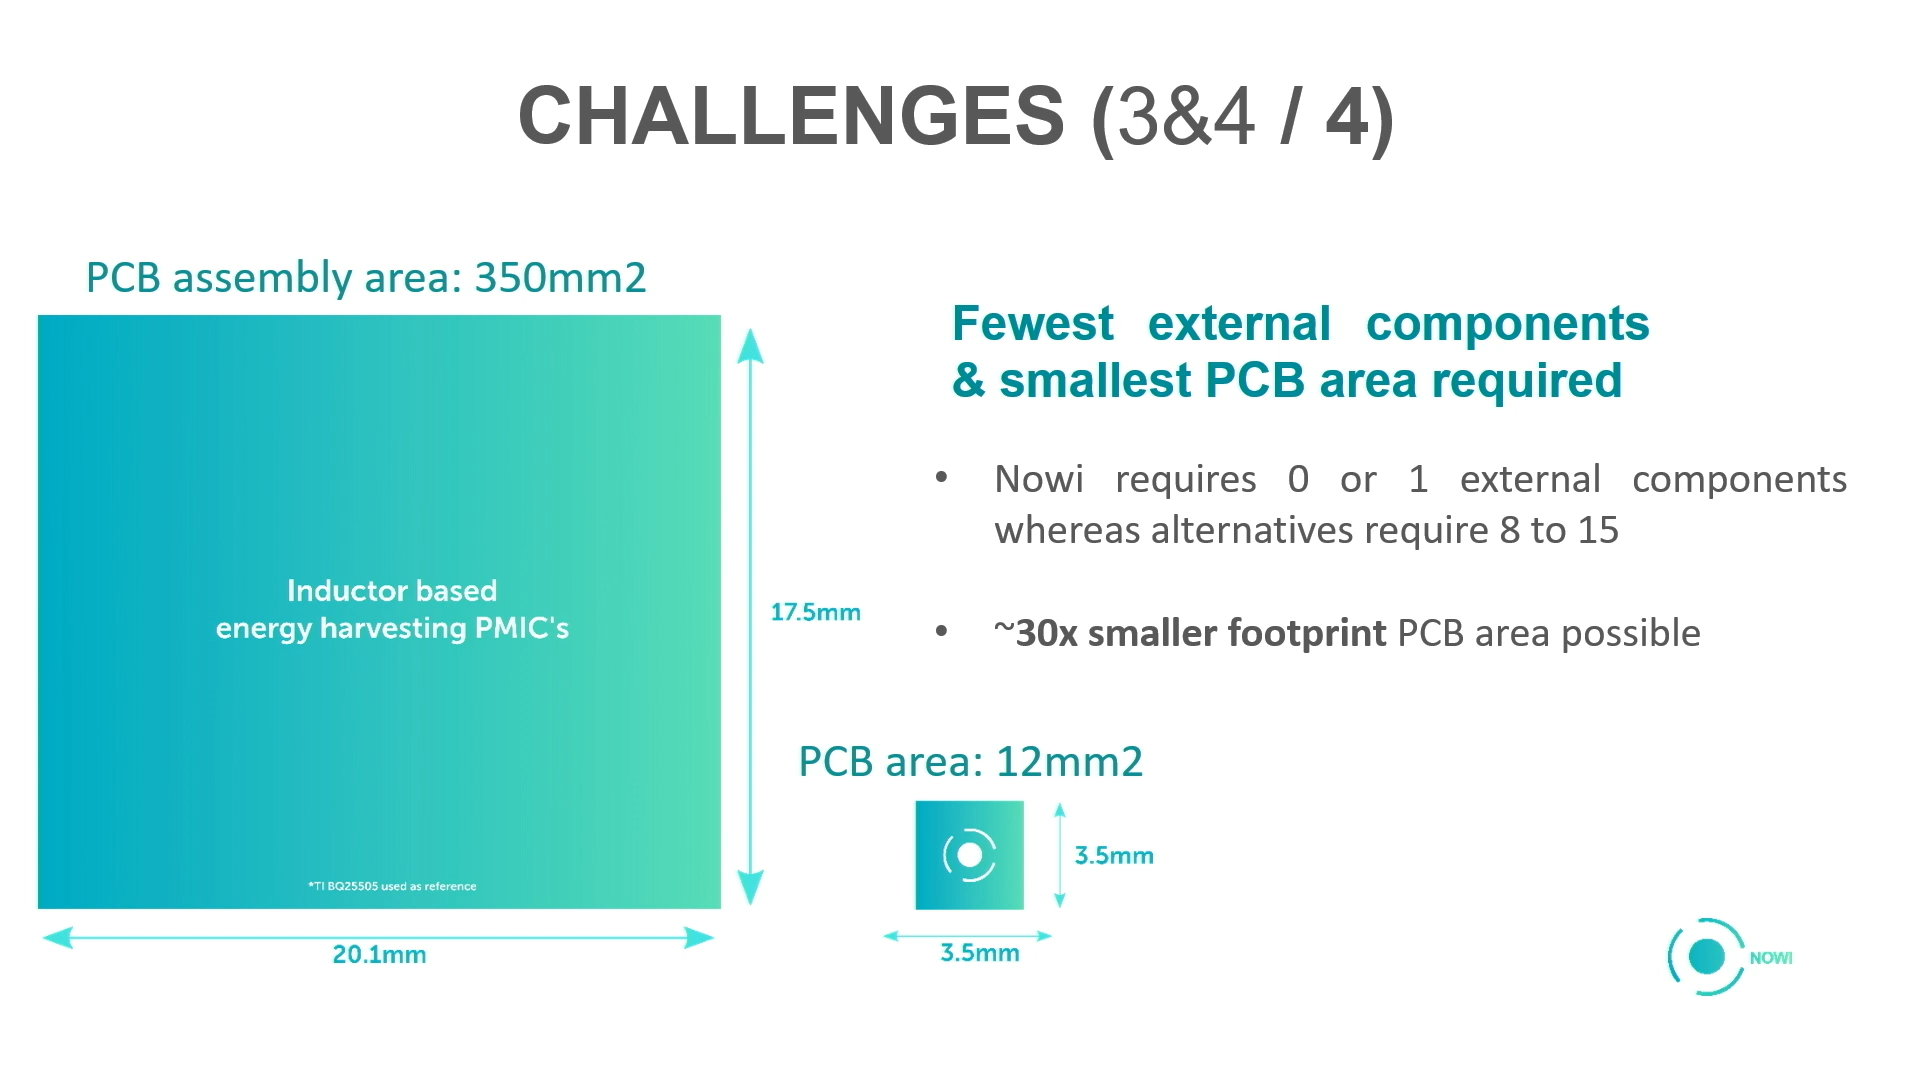 CHALLENGES (3&4 / 4)
PCB assembly area: 350mm2
Inductor based
energy harvesting PMIC's
*TI BQ25505 used as reference
17.5mm
20.1mm
Fewest external components
& smallest PCB area required
• Nowi requires 0 or 1 external components
whereas alternatives require 8 to 15
• ~30x smaller footprint PCB area possible
PCB area: 12mm2
3.5mm
3.5mm
NOWI